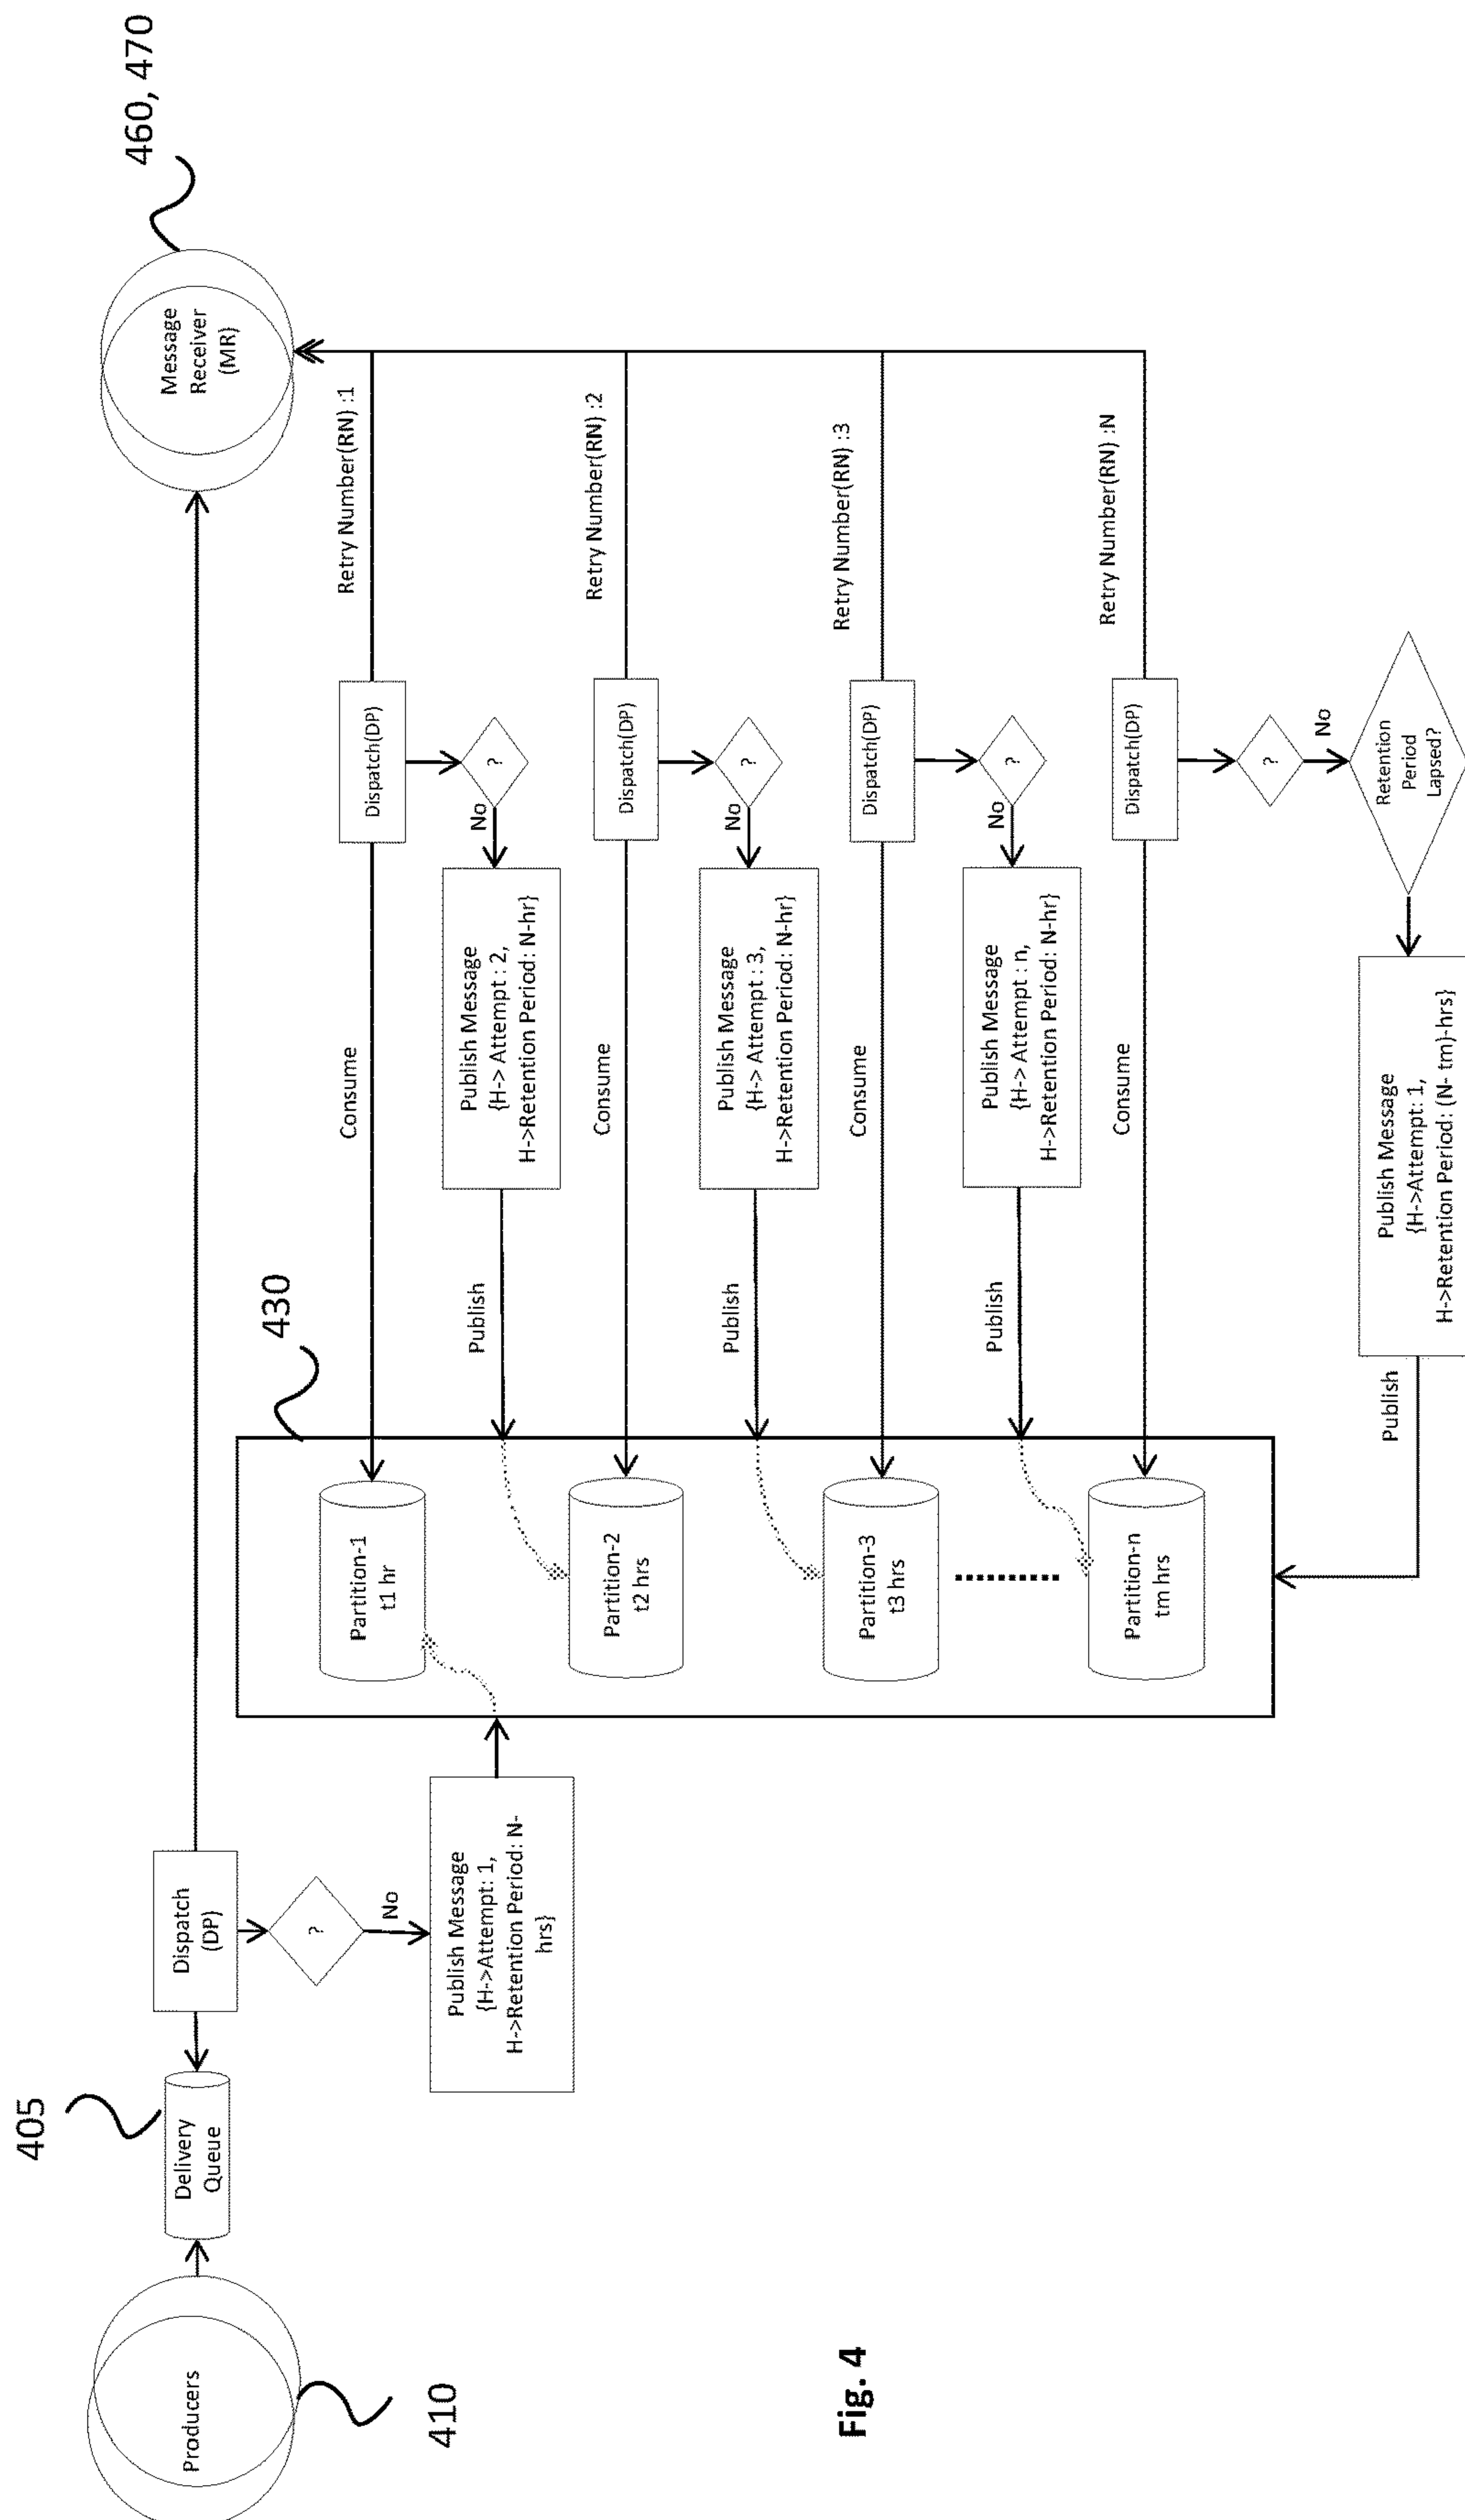 460, 470
Message
Receiver
(MR)
405
Producers
410
Delivery
Queue
Dispatch
(DP)
?
No
Publish Message
{H->Attempt: 1,
H->Retention Period: N-
hrs}
430
Partition-1
t1 hr
Consume
Dispatch(DP)
Retry Number(RN) :1
?
No
Publish Message
{H-> Attempt : 2,
H->Retention Period: N-hr}
Publish
Partition-2
t2 hrs
Consume
Dispatch(DP)
Retry Number(RN) :2
?
No
Publish Message
{H-> Attempt : 3,
H->Retention Period: N-hr}
Publish
Partition-3
t3 hrs
Consume
Dispatch(DP)
Retry Number(RN) :3
?
No
Publish Message
{H-> Attempt : n,
H->Retention Period: N-hr}
Publish
Partition-n
tm hrs
Consume
Dispatch(DP)
Retry Number(RN) :N
?
No
Retention
Period
Lapsed?
Publish Message
{H->Attempt: 1,
H->Retention Period: (N- tm)-hrs}
Publish
Fig. 4